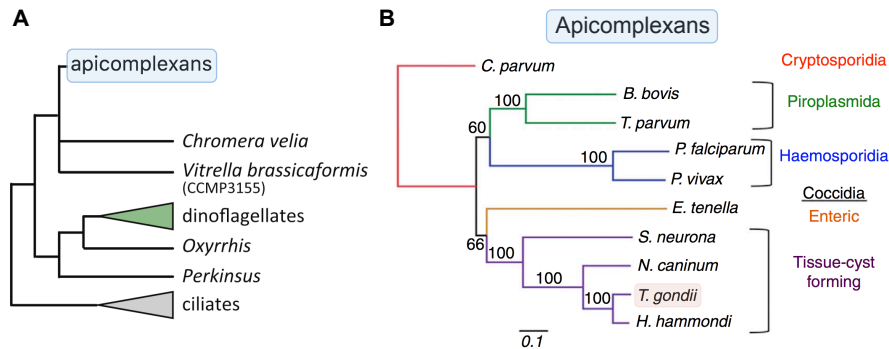 A
apicomplexans
Chromera velia
Vitrella brassicaformis
(CCMP3155)
dinoflagellates
Oxyrrhis
Perkinsus
ciliates
B
Apicomplexans
C. parvum
Cryptosporidia
100
B. bovis
T. parvum
Piroplasmida
60
100
P. falciparum
P. vivax
Haemosporidia
E. tenella
Coccidia
Enteric
66
100
S. neurona
100
N. caninum
100
T. gondii
H. hammondi
Tissue-cyst
forming
0.1